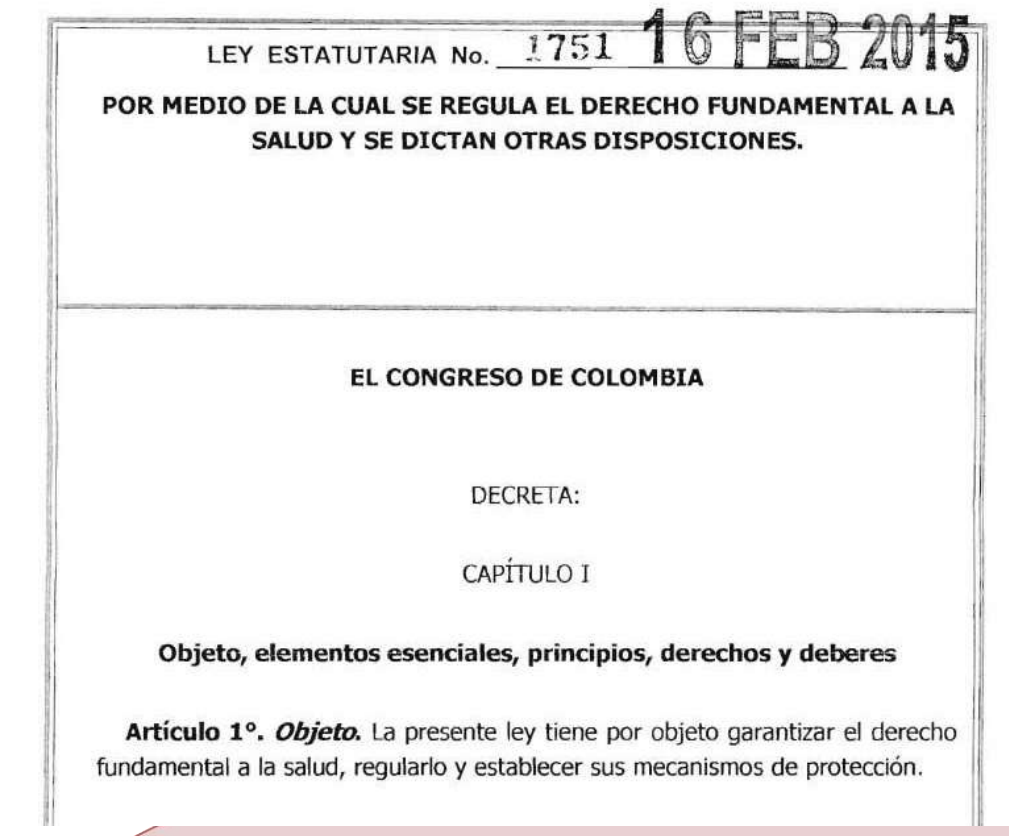 LEY ESTATUTARIA No. 1751 16 FEB 2015
POR MEDIO DE LA CUAL SE REGULA EL DERECHO FUNDAMENTAL A LA
SALUD Y SE DICTAN OTRAS DISPOSICIONES.
EL CONGRESO DE COLOMBIA
DECRETA:
CAPÍTULO I
Objeto, elementos esenciales, principios, derechos y deberes
Artículo 1°. Objeto. La presente ley tiene por objeto garantizar el derecho
fundamental a la salud, regularlo y establecer sus mecanismos de protección.